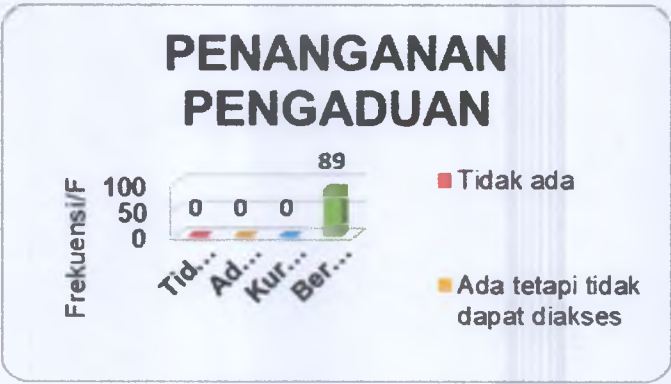 PENANGANAN
PENGADUAN
89
100
50
0
0 0 0
Frekuensi/F
Tid...
Ad...
Kur...
Ber...
Tidak ada
Ada tetapi tidak
dapat diakses